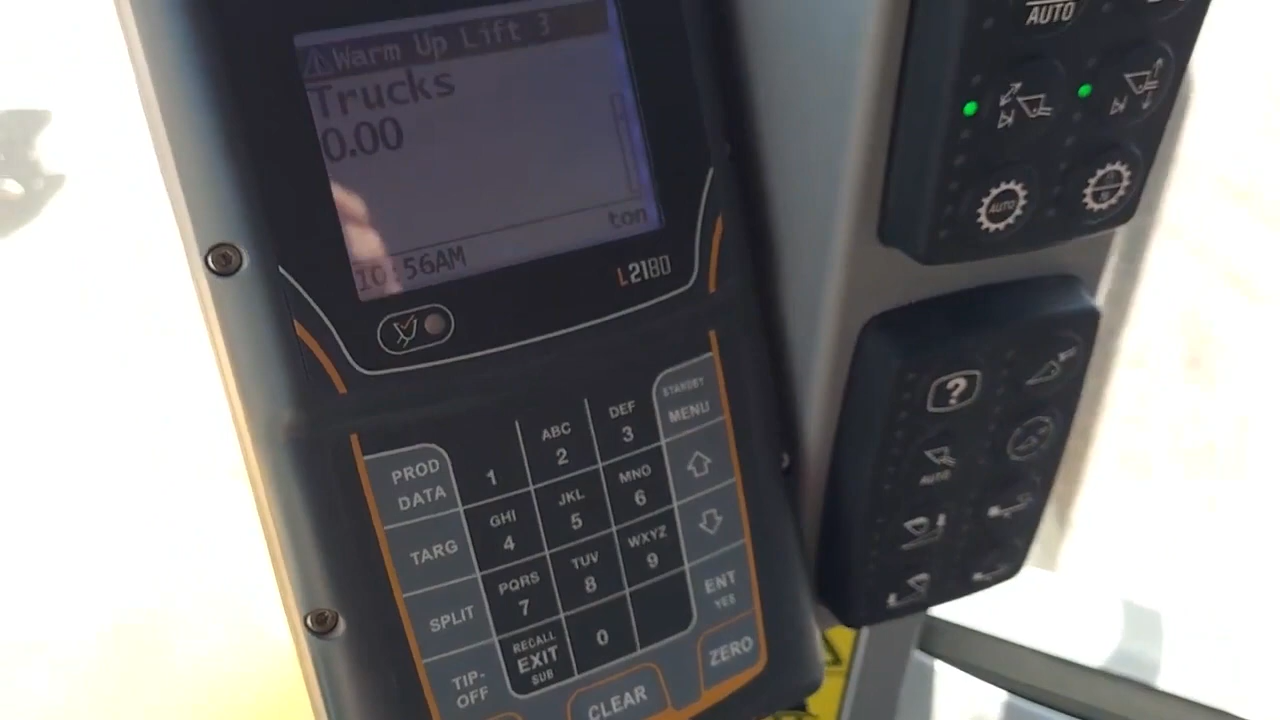 Warm Up Lift 3
Trucks
0.00
ton
10:56AM
L2180
PROD
DATA
TARG
SPLIT
TIP-
OFF
1
ABC
2
DEF
3
GHI
4
JKL
5
MNO
6
PQRS
7
TUV
8
WXYZ
9
RECALL
EXIT
SUB
0
STANDBY
MENU
ENT
YES
ZERO
CLEAR
AUTO
AUTO
?
AUTO